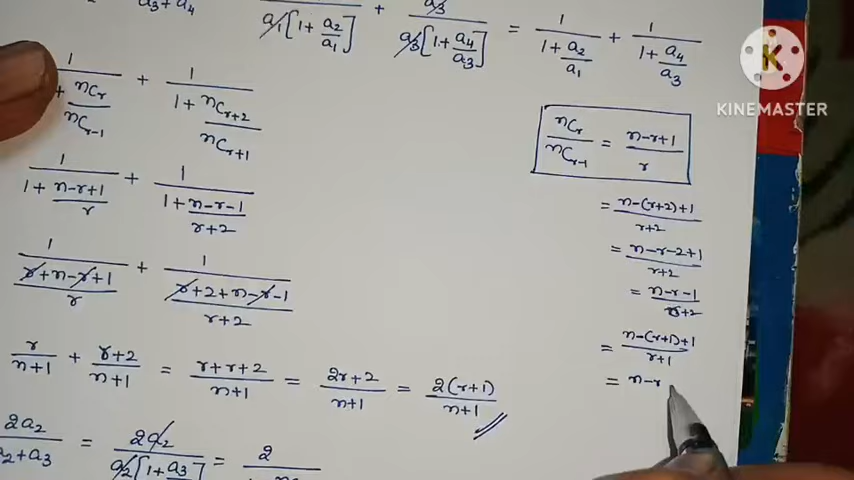 a₃+a₄
a₁[1+a₂/a₁] + a₃/a₃[1+a₄/a₃] = 1/(1+a₂/a₁) + 1/(1+a₄/a₃)
KINEMASTER
1/(+ nCr/nCr-1) + 1/(1+ nCr+2/nCr+1)
nCr/nCr-1 = (n-r+1)/r
1/(1+ (n-r+1)/r) + 1/(1+ (n-r-1)/(r+2))
= (n-(r+2)+1)/(r+2)
= (n-r-2+1)/(r+2)
= (n-r-1)/(r+2)
1/((r+n-r+1)/r) + 1/((r+2+n-r-1)/(r+2))
= (n-(r+1)+1)/(r+1)
= n-r
r/(n+1) + (r+2)/(n+1) = (r+r+2)/(n+1) = (2r+2)/(n+1) = 2(r+1)/(n+1)
2a₂/(a₂+a₃) = 2a₂/(a₂[1+a₃/]) = 2/